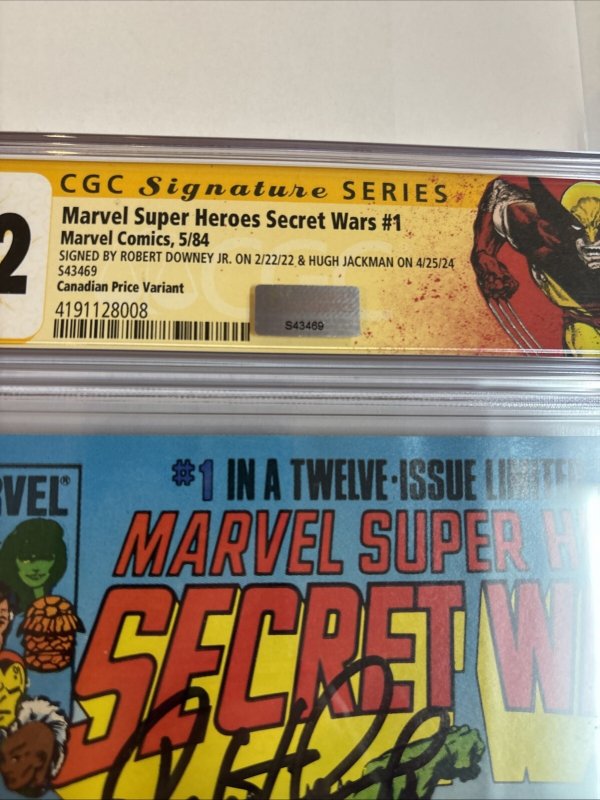 CGC Signature SERIES
2
Marvel Super Heroes Secret Wars #1
Marvel Comics, 5/84
SIGNED BY ROBERT DOWNEY JR. ON 2/22/22 & HUGH JACKMAN ON 4/25/24
S43469
Canadian Price Variant
4191128008
S43469
#1 IN A TWELVE-ISSUE LIMITE
RVEL®
MARVEL SUPER H
SECRET W